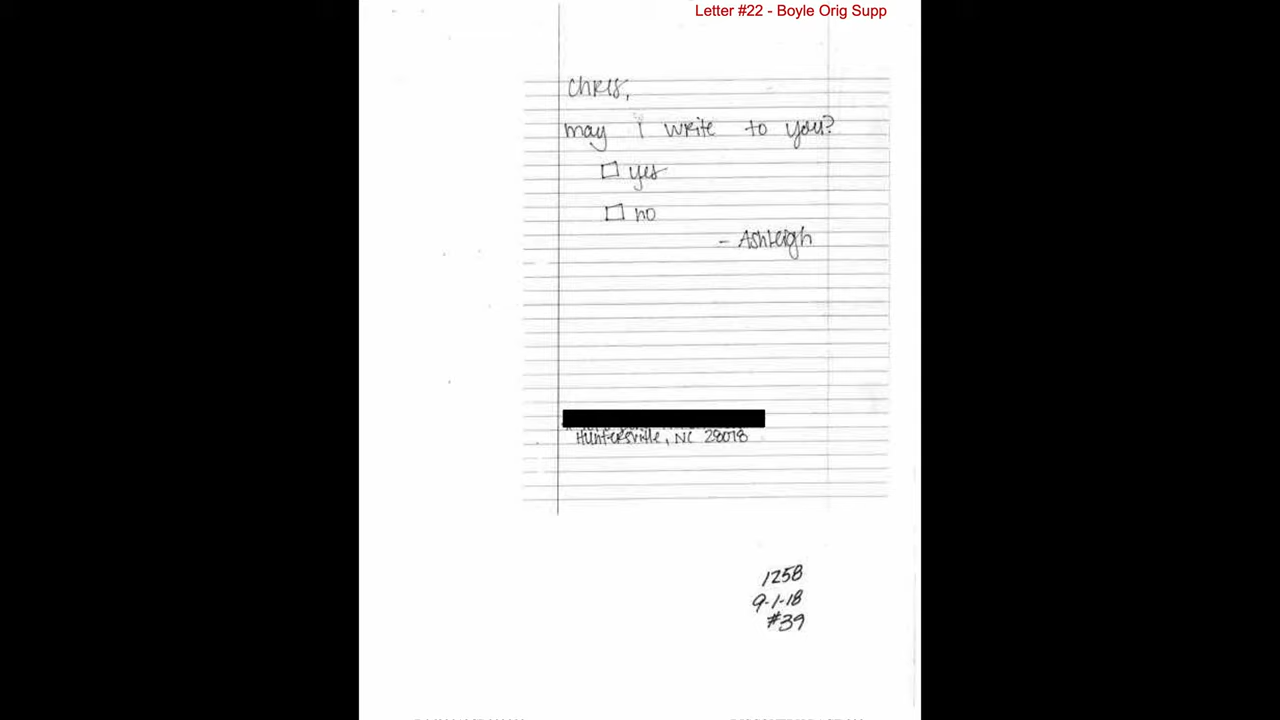 Letter #22 - Boyle Orig Supp
Chris,
may I write to you?
yes
no
- Ashleigh
Huntersville, NC 28078
1258
9-1-18
#39